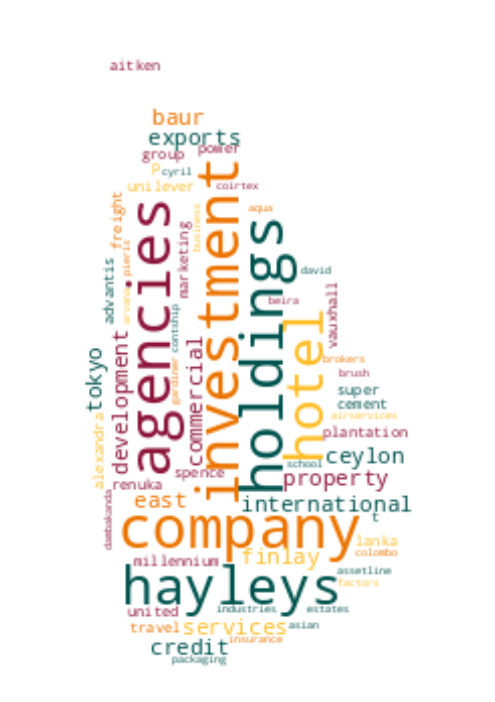 aitken
baur
exports
group
power
p
cyril
unilever
coirtex
freight
agencies
investment
business
aqua
marketing
holdings
pieris
advantis
david
arvana
beira
vauxhall
contship
hotel
development
commercial
tokyo
gardiner
brokers
brush
super
cement
alexandra
airservices
plantation
ceylon
school
spence
property
renuka
dambakanda
east
international
t
company
lanka
finlay
colombo
millennium
assetline
hayleys
factors
united
industries
estates
travel
services
asian
insurance
credit
packaging